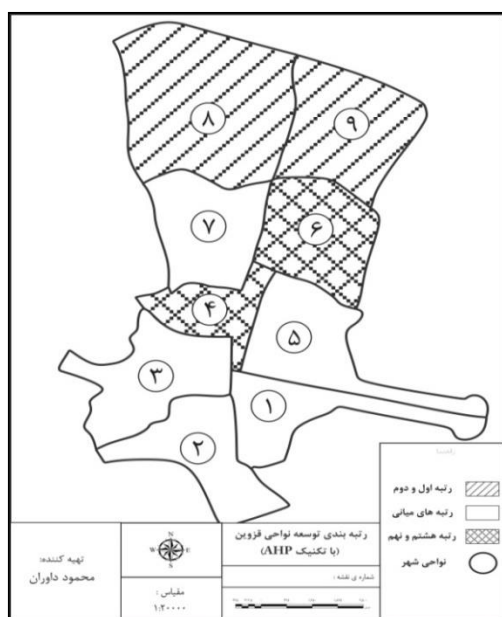 ۸
۹
۷
۶
۴
۵
۳
۱
۲
رتبه اول و دوم
رتبه های میانی
رتبه هشتم و نهم
نواحی شهر
رتبه بندی توسعه نواحی قزوین
(با تکنیک AHP)
شماره ی نقشه :
N
W E
S
مقیاس :
۱:۲۰۰۰۰
تهیه کننده:
محمود داوران